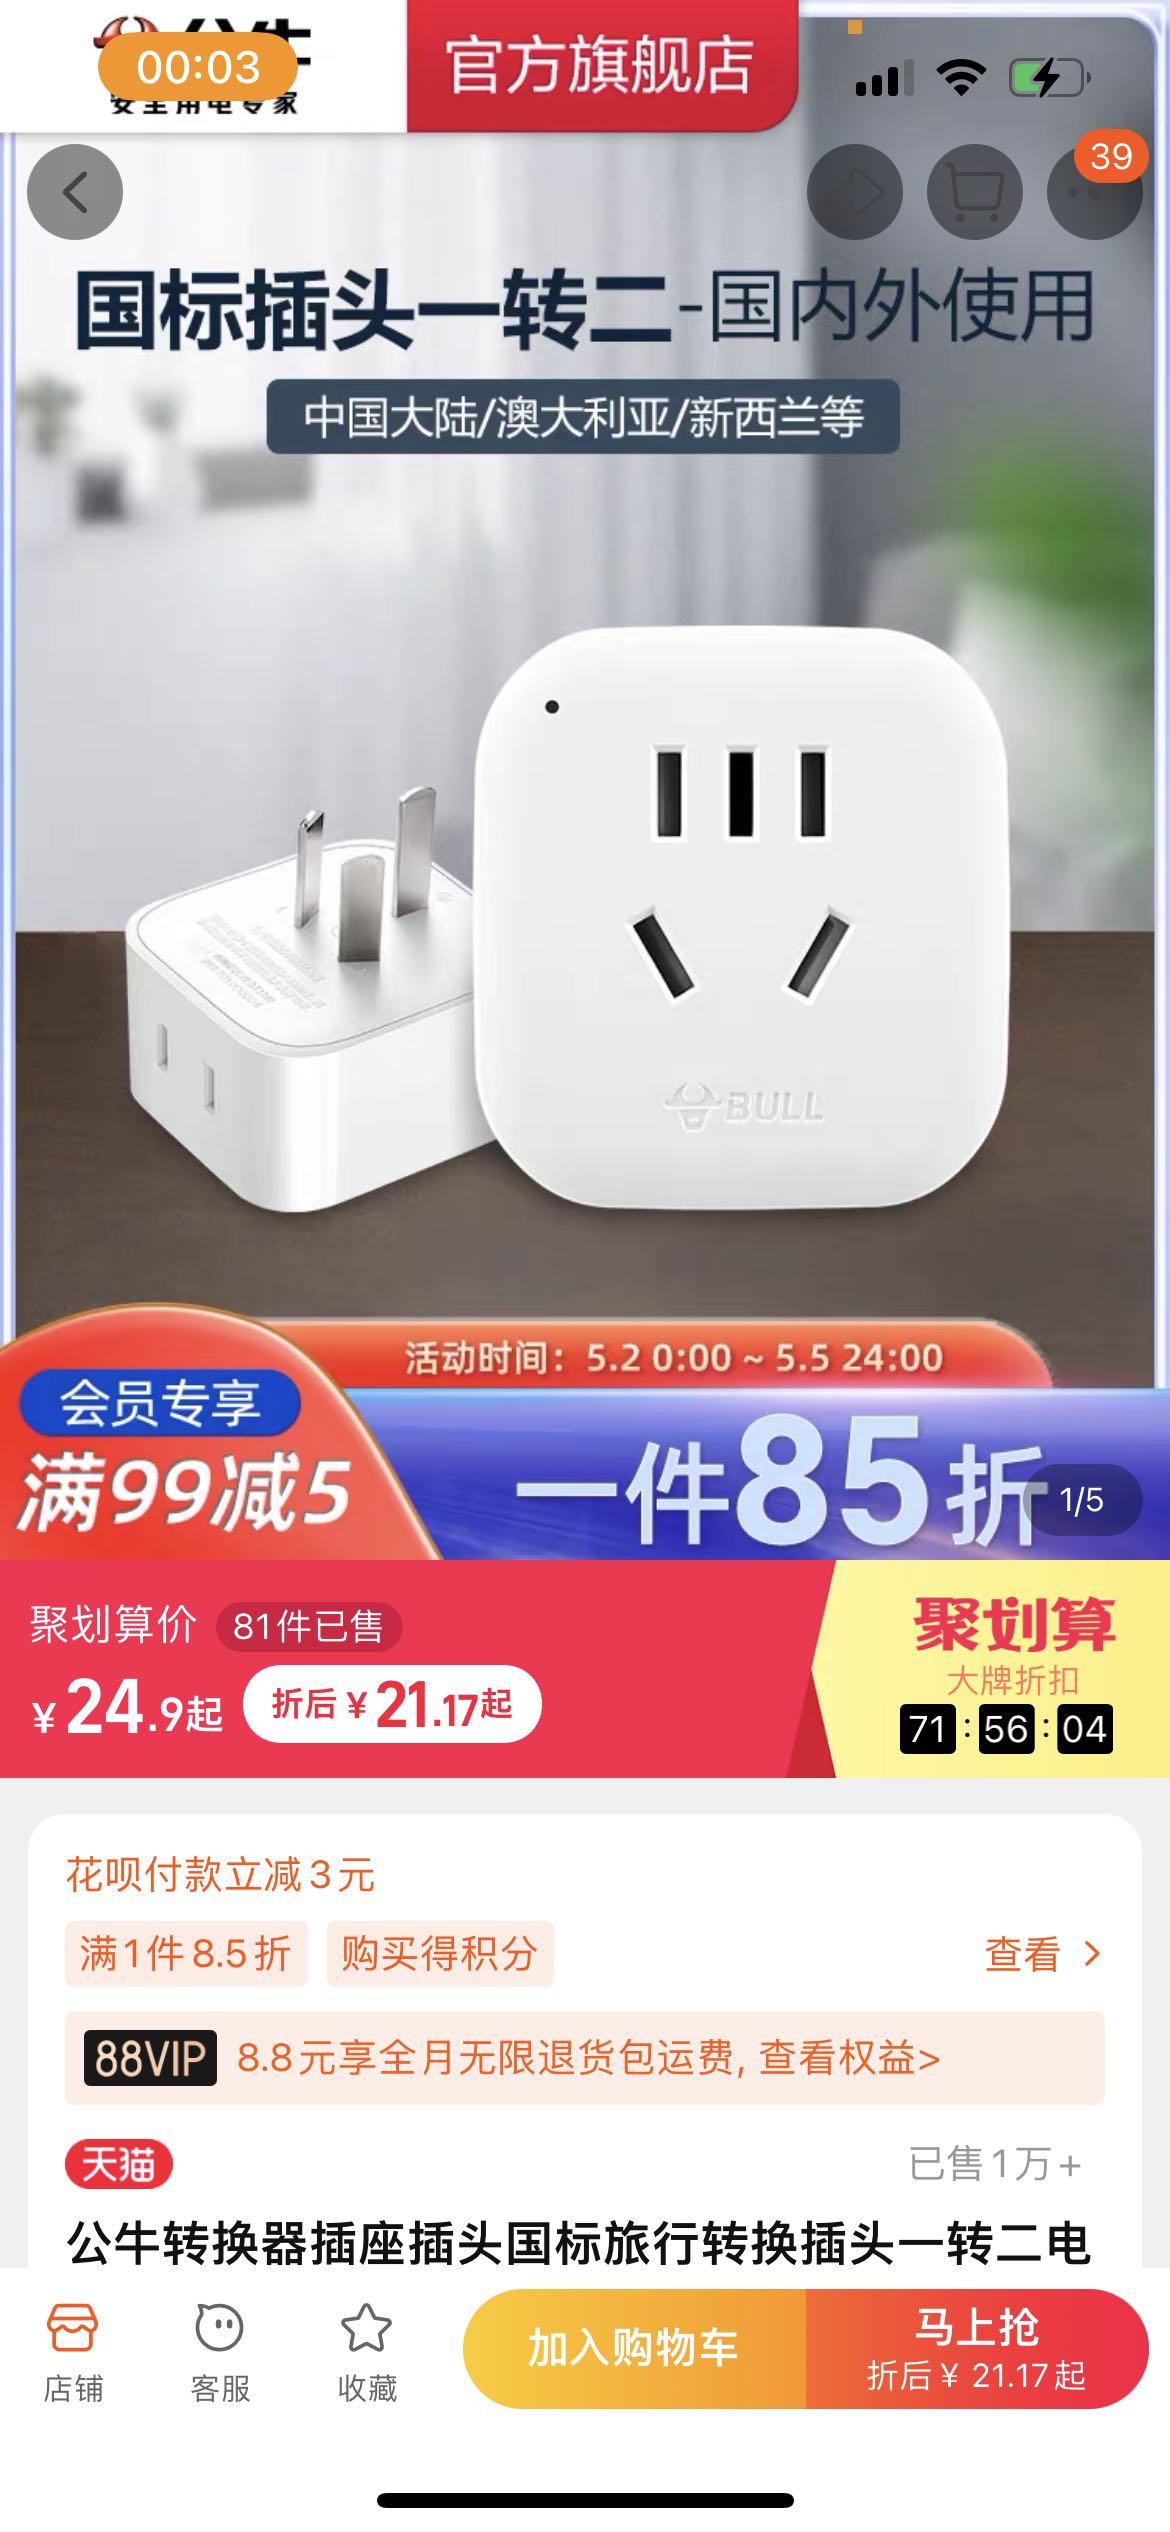 00:03
安全用电专家
官方旗舰店
39
国标插头一转二-国内外使用
中国大陆/澳大利亚/新西兰等
BULL
活动时间：5.2 0:00 ~ 5.5 24:00
会员专享
满99减5
一件85折
1/5
聚划算价 81件已售
¥24.9起 折后¥21.17起
聚划算
大牌折扣
71:56:04
花呗付款立减3元
满1件8.5折 购买得积分 查看 >
88VIP 8.8元享全月无限退货包运费, 查看权益>
天猫 已售1万+
公牛转换器插座插头国标旅行转换插头一转二电
店铺
客服
收藏
加入购物车
马上抢
折后¥ 21.17起